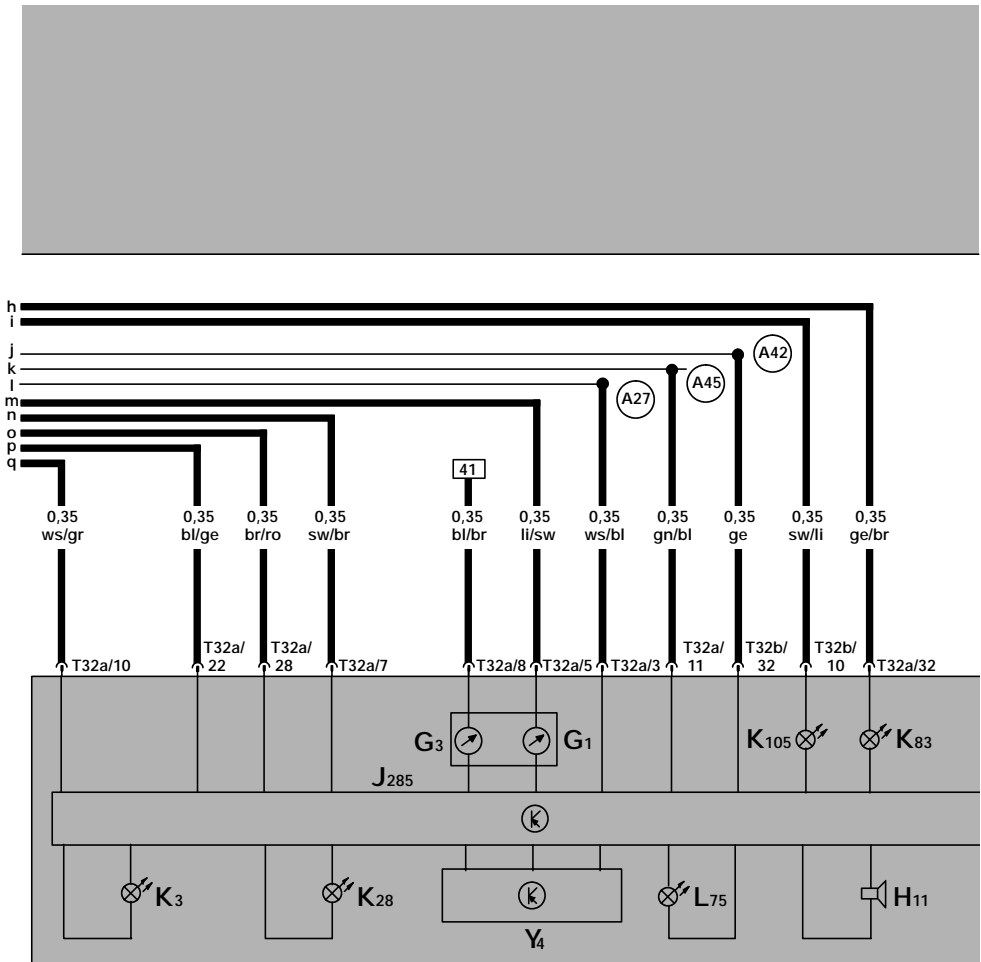 h
i
j
A42
k
A45
l
A27
m
n
o
p
q
41
0,35 0,35 0,35 0,35 0,35 0,35 0,35 0,35 0,35 0,35 0,35
ws/gr bl/ge br/ro sw/br bl/br li/sw ws/bl gn/bl ge sw/li ge/br
T32a/ T32a/ T32a/ T32b/ T32b/
T32a/10 22 28 T32a/7 T32a/8 T32a/5 T32a/3 11 32 10 T32a/32
G3 G1 K105 K83
J285
K3 K28 L75 H11
Y4